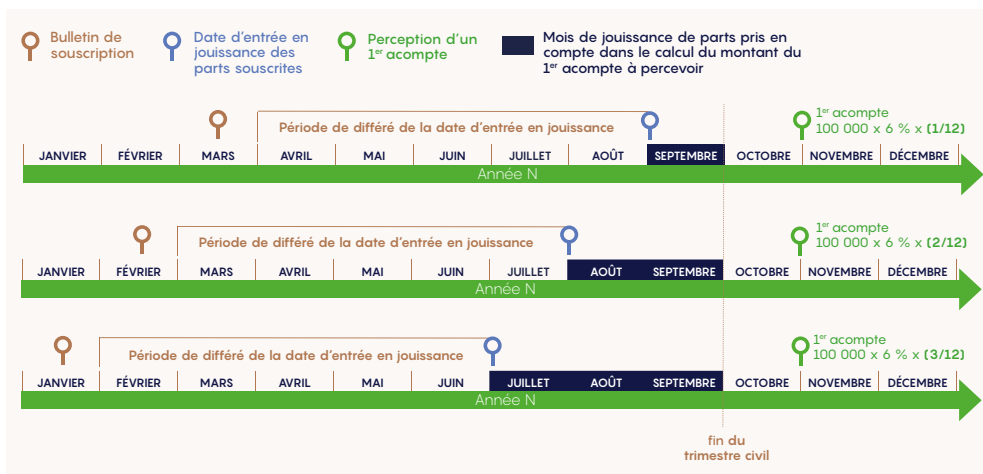 Bulletin de
souscription
Date d'entrée en
jouissance des
parts souscrites
Perception d'un
1er acompte
Mois de jouissance de parts pris en
compte dans le calcul du montant du
1er acompte à percevoir
Période de différé de la date d'entrée en jouissance
1er acompte
100 000 x 6 % x (1/12)
JANVIER FÉVRIER MARS AVRIL MAI JUIN JUILLET AOÛT SEPTEMBRE OCTOBRE NOVEMBRE DÉCEMBRE
Année N
Période de différé de la date d'entrée en jouissance
1er acompte
100 000 x 6 % x (2/12)
JANVIER FÉVRIER MARS AVRIL MAI JUIN JUILLET AOÛT SEPTEMBRE OCTOBRE NOVEMBRE DÉCEMBRE
Année N
Période de différé de la date d'entrée en jouissance
1er acompte
100 000 x 6 % x (3/12)
JANVIER FÉVRIER MARS AVRIL MAI JUIN JUILLET AOÛT SEPTEMBRE OCTOBRE NOVEMBRE DÉCEMBRE
Année N
fin du
trimestre civil